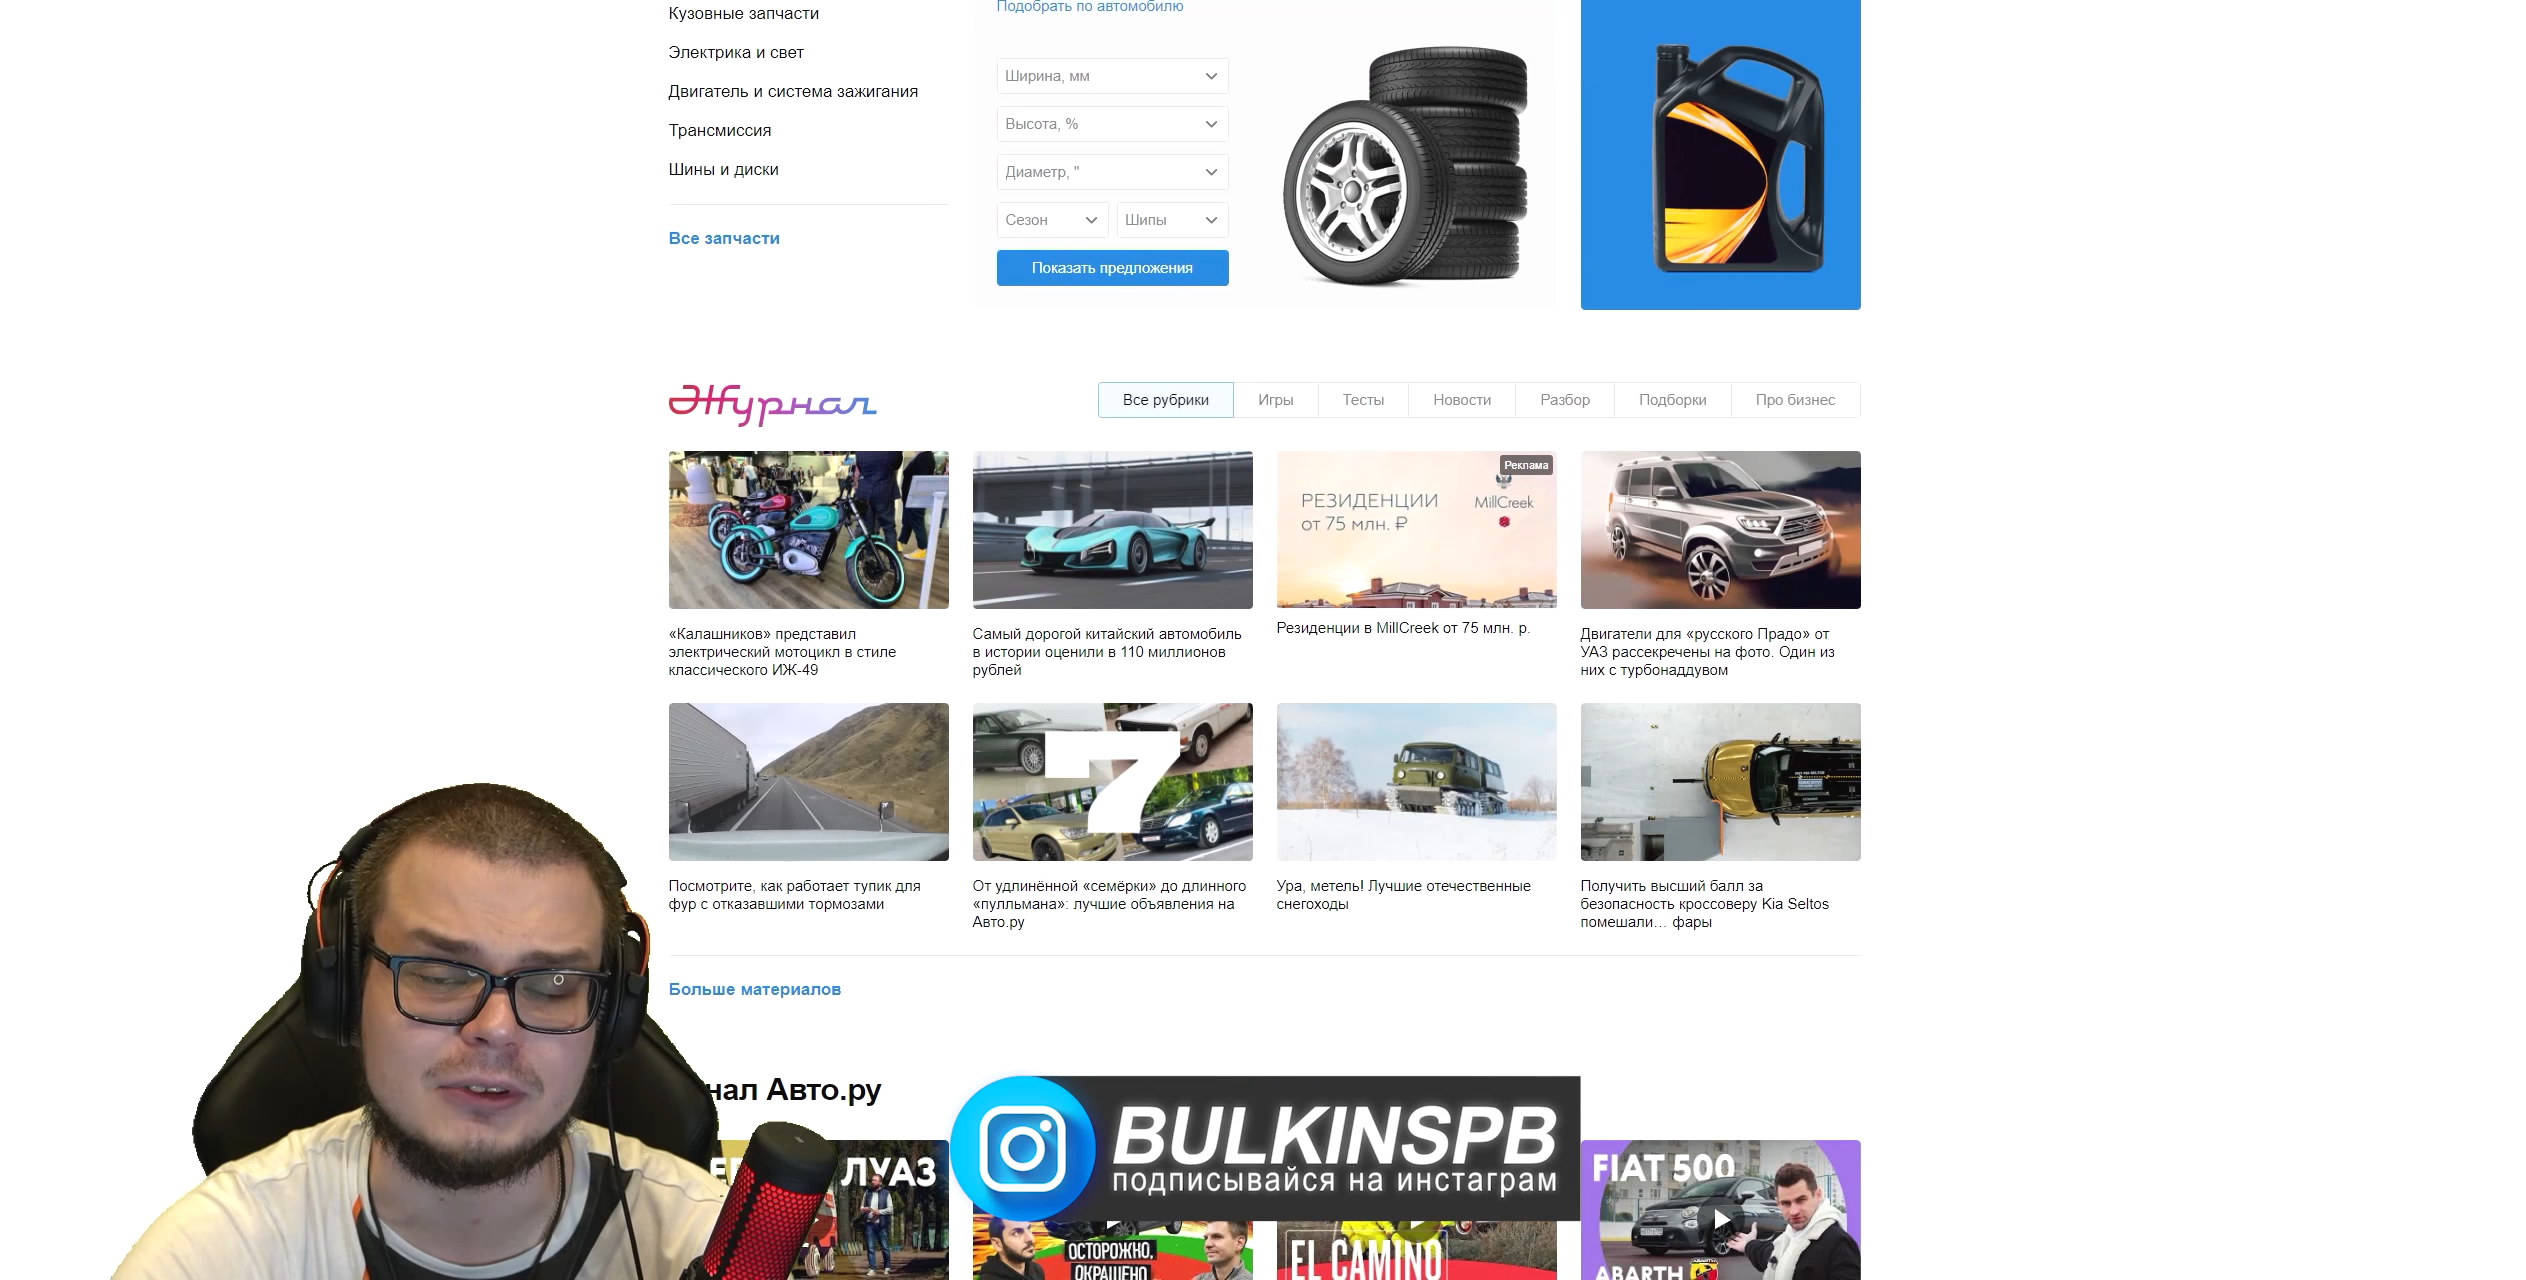 Кузовные запчасти
Электрика и свет
Двигатель и система зажигания
Трансмиссия
Шины и диски
Все запчасти
Подобрать по автомобилю
Ширина, мм
Высота, %
Диаметр, "
Сезон
Шипы
Показать предложения
Журнал
Все рубрики
Игры
Тесты
Новости
Разбор
Подборки
Про бизнес
Реклама
РЕЗИДЕНЦИИ
от 75 млн. ₽
MillCreek
«Калашников» представил
электрический мотоцикл в стиле
классического ИЖ-49
Самый дорогой китайский автомобиль
в истории оценили в 110 миллионов
рублей
Резиденции в MillCreek от 75 млн. р.
Двигатели для «русского Прадо» от
УАЗ рассекречены на фото. Один из
них с турбонаддувом
7
Посмотрите, как работает тупик для
фур с отказавшими тормозами
От удлинённой «семёрки» до длинного
«пулльмана»: лучшие объявления на
Авто.ру
Ура, метель! Лучшие отечественные
снегоходы
Получить высший балл за
безопасность кроссоверу Kia Seltos
помешали... фары
Больше материалов
нал Авто.ру
BULKINSPB
подписывайся на инстаграм
ЛУАЗ
ОСТОРОЖНО,
ОКРАШЕНО
EL CAMINO
FIAT 500
ABARTH